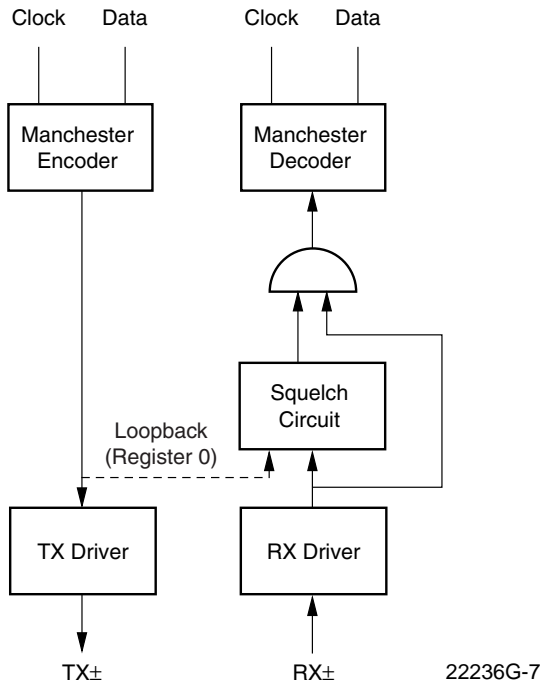 Clock Data Clock Data
Manchester
Encoder
Manchester
Decoder
Squelch
Circuit
Loopback
(Register 0)
TX Driver
RX Driver
TX±
RX±
22236G-7